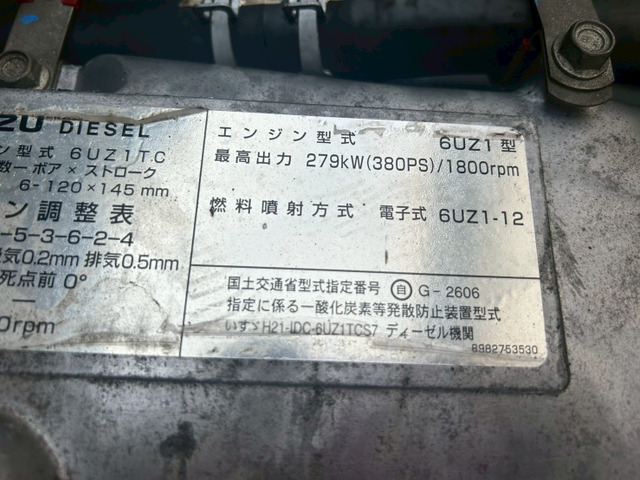 ZU DIESEL
ン型式 6UZ1T.C
数ーボア×ストローク
6-120×145mm
ン調整表
-5-3-6-2-4
気0.2mm 排気0.5mm
死点前 0°
0rpm
エンジン型式 6UZ1型
最高出力 279kW(380PS)/1800rpm
燃料噴射方式 電子式 6UZ1-12
国土交通省型式指定番号 自 G-2606
指定に係る一酸化炭素等発散防止装置型式
いすゞH21-IDC-6UZ1TCS7 ディーゼル機関
8982753530